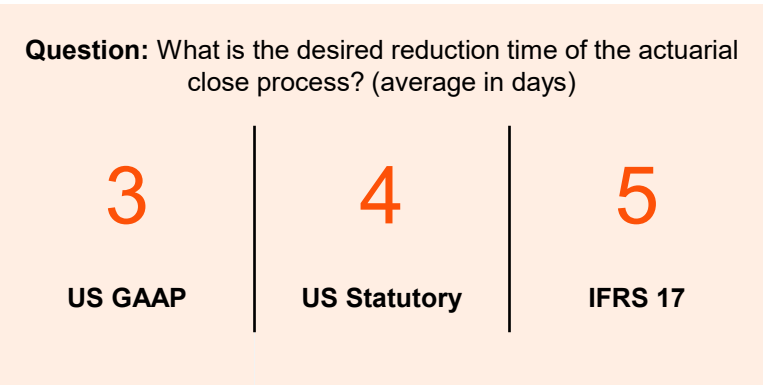 Question: What is the desired reduction time of the actuarial
close process? (average in days)
3
4
5
US GAAP
US Statutory
IFRS 17